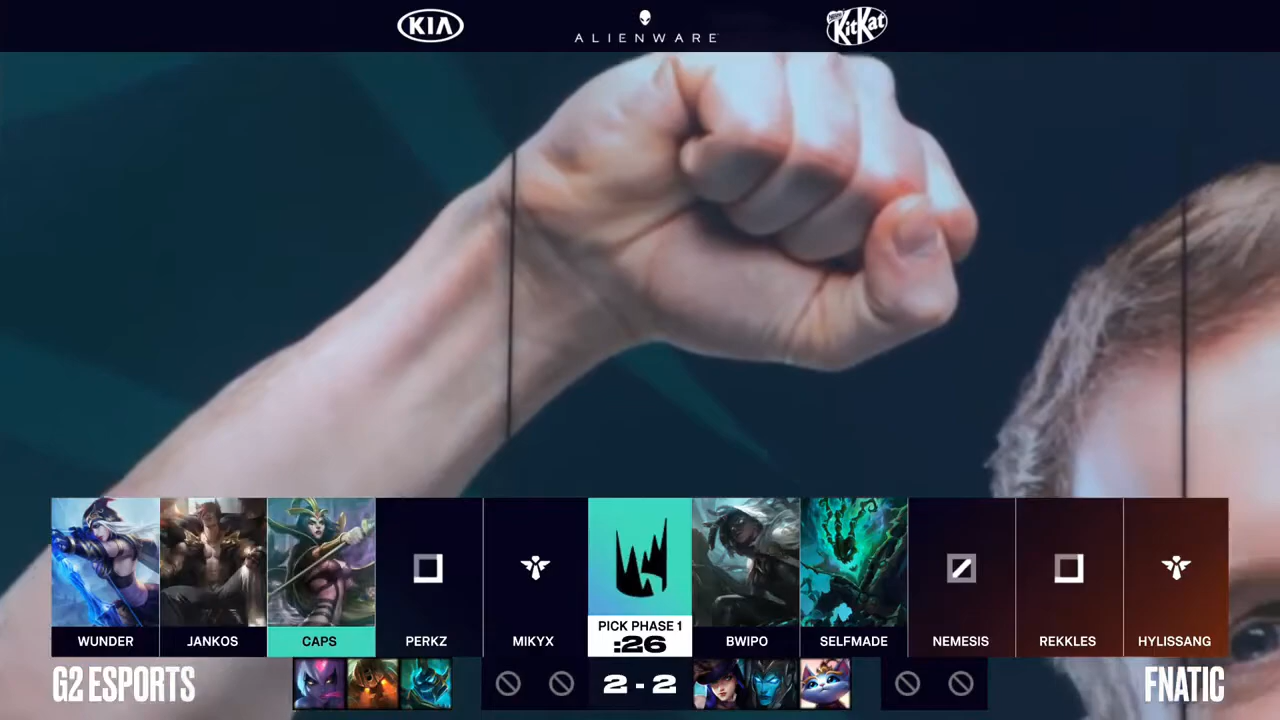 KIA
ALIENWARE
Nestlé KitKat
WUNDER
JANKOS
CAPS
PERKZ
MIKYX
PICK PHASE 1
:26
BWIPO
SELFMADE
NEMESIS
REKKLES
HYLISSANG
G2 ESPORTS
2 - 2
FNATIC